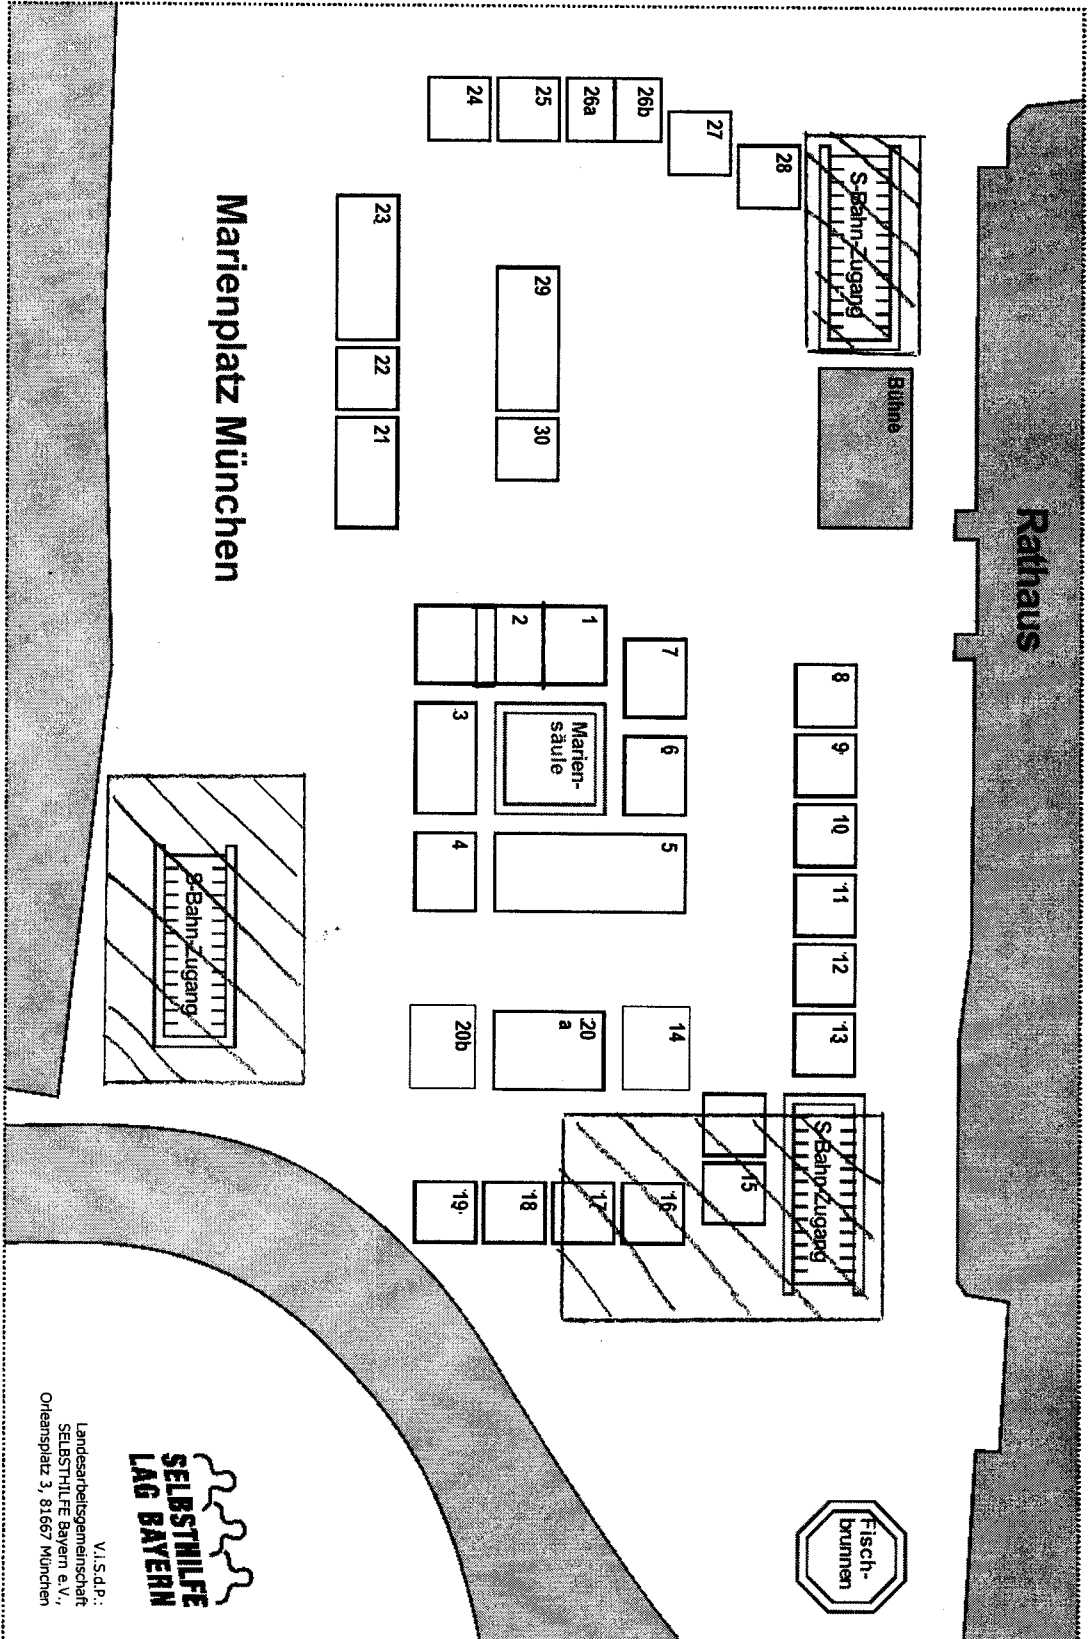 Rathaus
S-Bahn-Zugang
Bühne
28
27
26b
26a
25
24
29
30
23
22
21
Marienplatz München
8
9
10
11
12
13
7
6
5
1
2
Marien-
säule
3
4
14
20
a
20b
15
16
17
18
19
S-Bahn-Zugang
S-Bahn-Zugang
Fisch-
brunnen
SELBSTHILFE
LAG BAYERN
V.i.S.d.P.:
Landesarbeitsgemeinschaft
SELBSTHILFE Bayern e.V.,
Orleansplatz 3, 81667 München